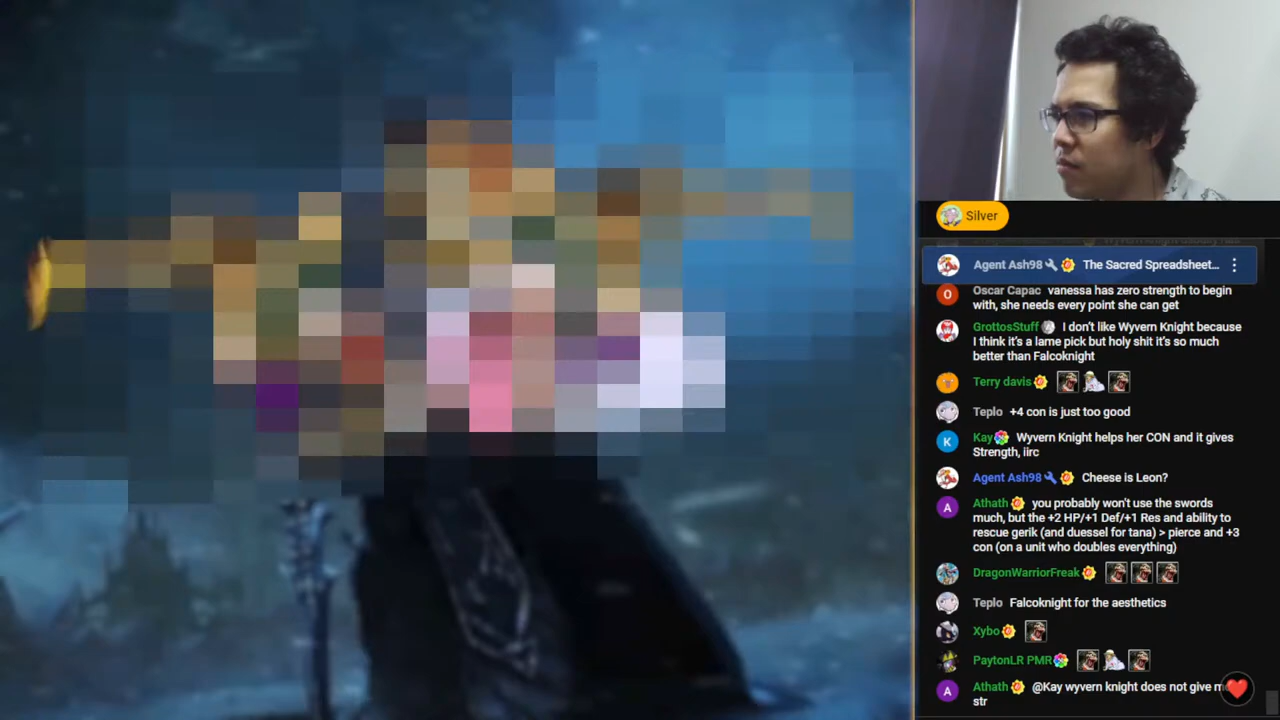 Silver
Agent Ash98 The Sacred Spreadsheet...
Oscar Capac vanessa has zero strength to begin
with, she needs every point she can get
GrottosStuff I don't like Wyvern Knight because
I think it's a lame pick but holy shit it's so much
better than Falcoknight
Terry davis
Teplo +4 con is just too good
Kay Wyvern Knight helps her CON and it gives
Strength, iirc
Agent Ash98 Cheese is Leon?
Athath you probably won't use the swords
much, but the +2 HP/+1 Def/+1 Res and ability to
rescue gerik (and duessel for tana) > pierce and +3
con (on a unit who doubles everything)
DragonWarriorFreak
Teplo Falcoknight for the aesthetics
Xybo
PaytonLR PMR
Athath @Kay wyvern knight does not give
str